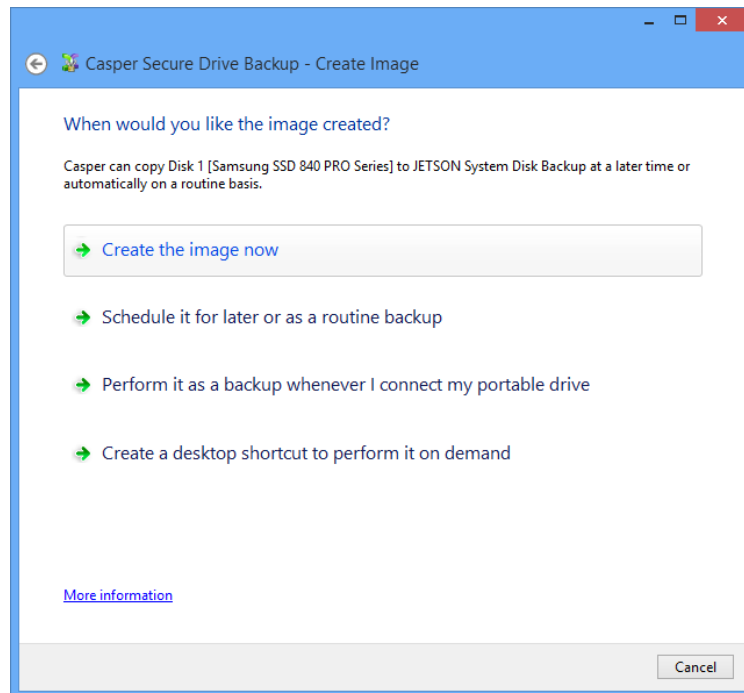 Casper Secure Drive Backup - Create Image
When would you like the image created?
Casper can copy Disk 1 [Samsung SSD 840 PRO Series] to JETSON System Disk Backup at a later time or
automatically on a routine basis.
Create the image now
Schedule it for later or as a routine backup
Perform it as a backup whenever I connect my portable drive
Create a desktop shortcut to perform it on demand
More information
Cancel